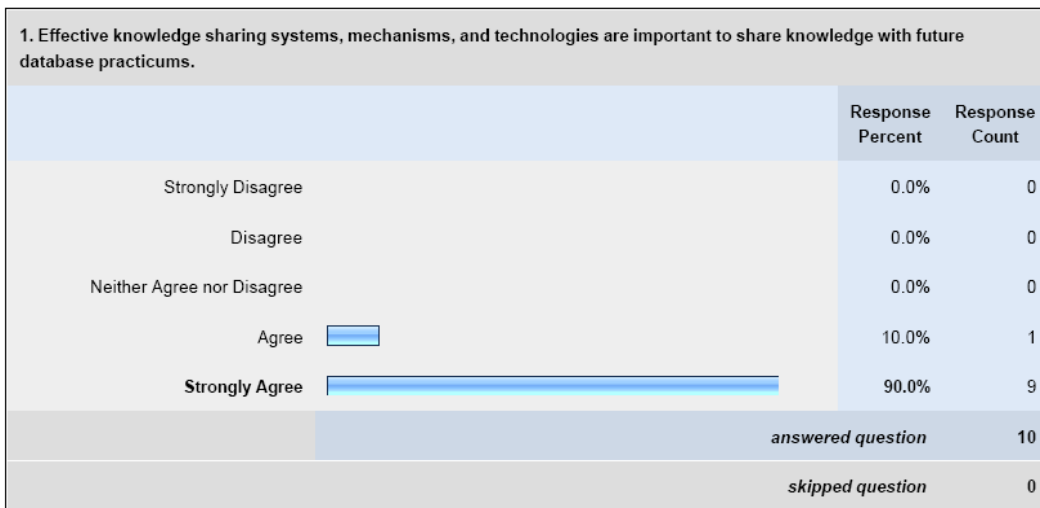 1. Effective knowledge sharing systems, mechanisms, and technologies are important to share knowledge with future
database practicums.
Response Percent Response Count
Strongly Disagree 0.0% 0
Disagree 0.0% 0
Neither Agree nor Disagree 0.0% 0
Agree 10.0% 1
Strongly Agree 90.0% 9
answered question 10
skipped question 0